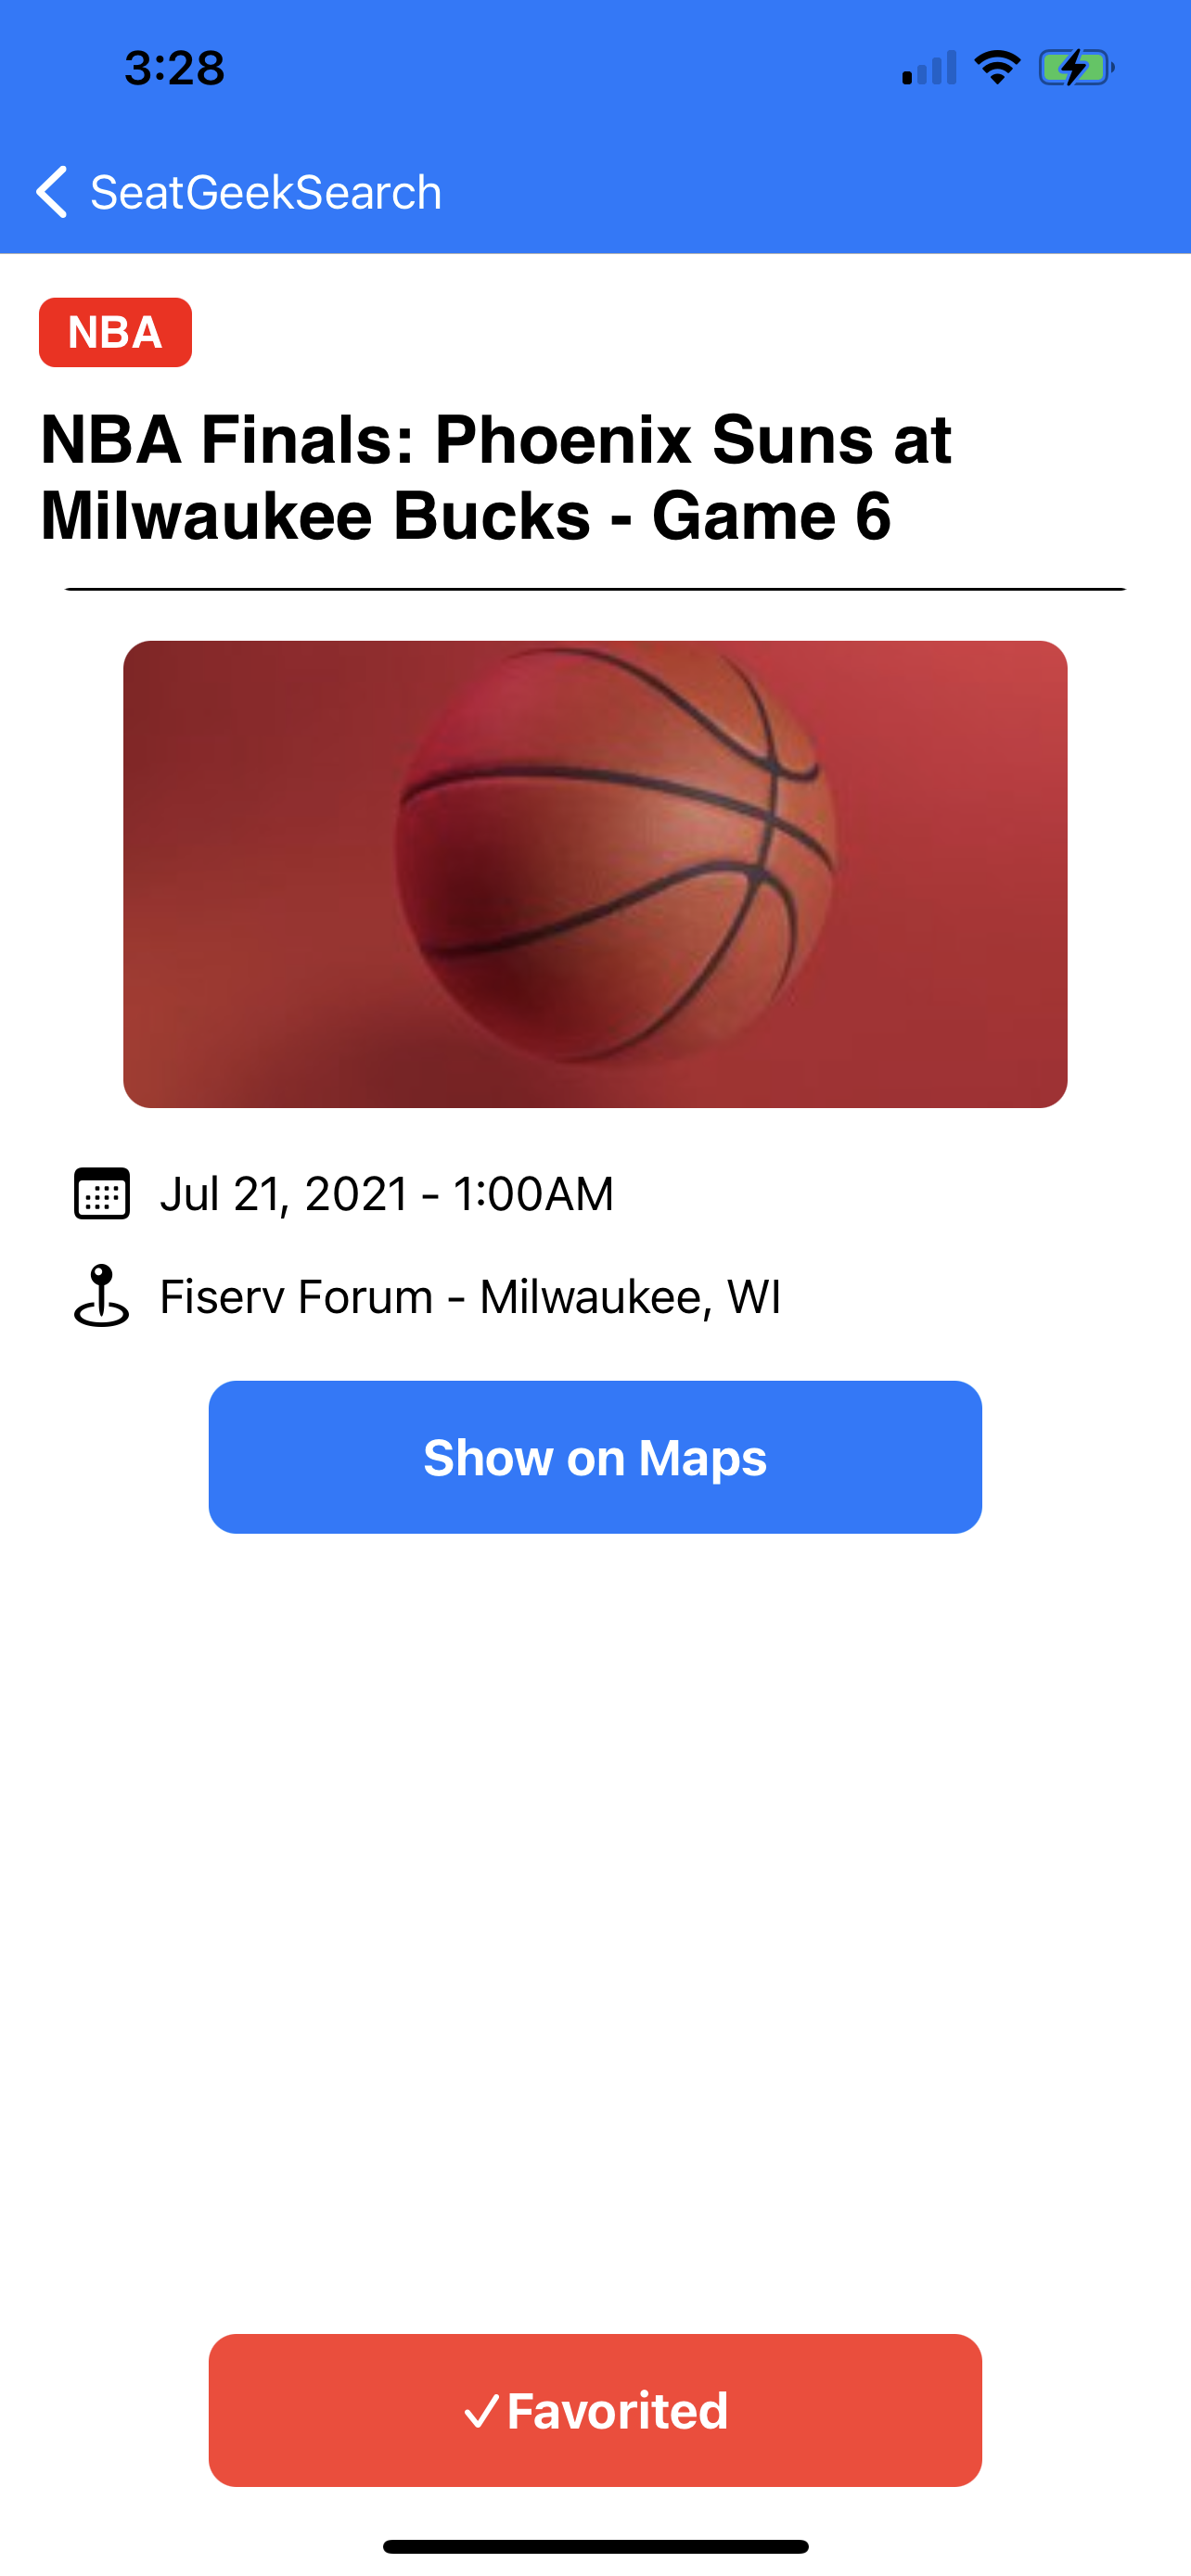 3:28
SeatGeekSearch
NBA
NBA Finals: Phoenix Suns at
Milwaukee Bucks - Game 6
Jul 21, 2021 - 1:00AM
Fiserv Forum - Milwaukee, WI
Show on Maps
✓Favorited